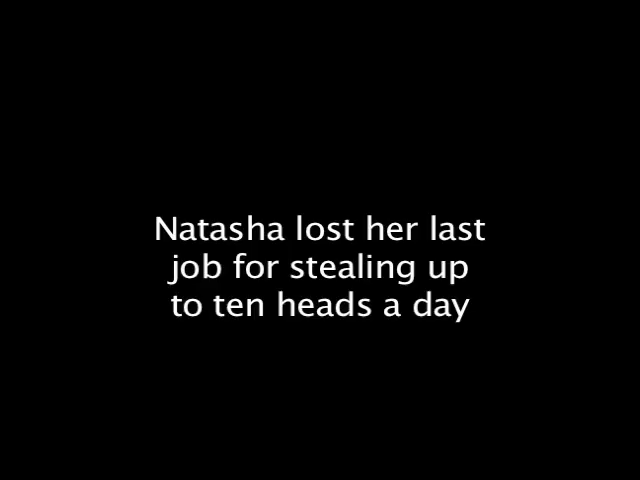 Natasha lost her last
job for stealing up
to ten heads a day